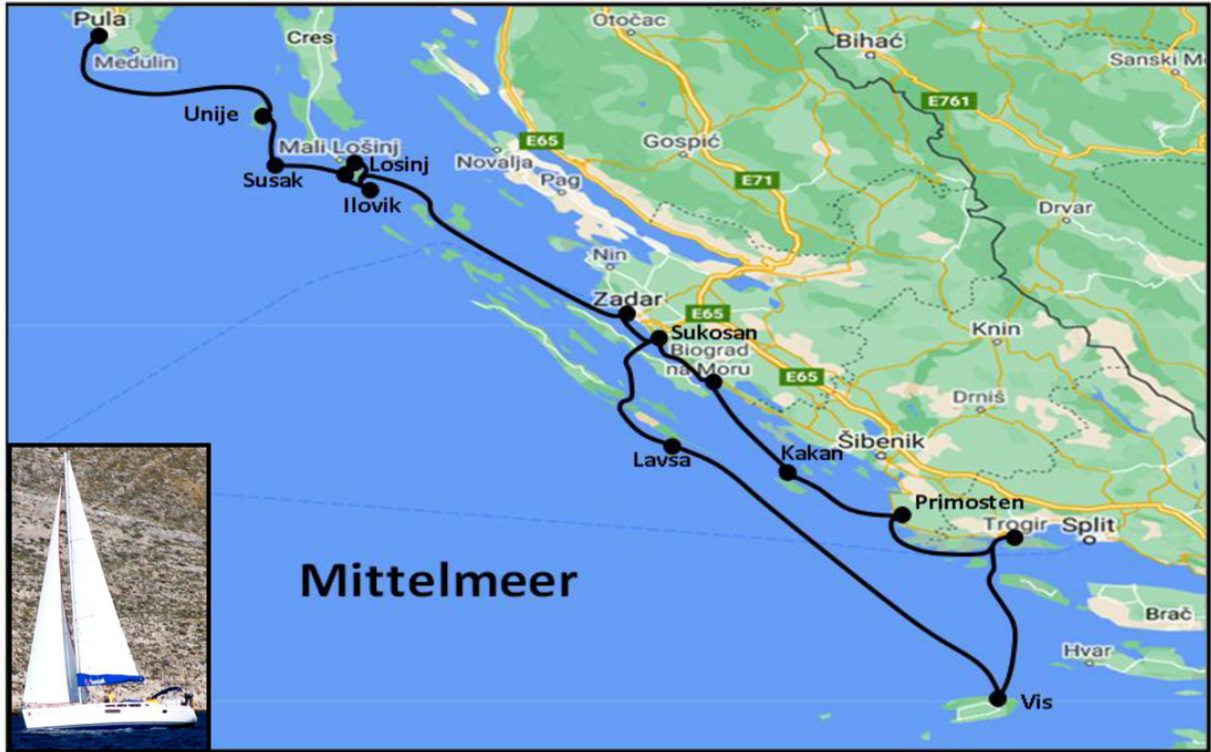 Pula
Medulin
Cres
Otočac
Bihać
Sanski M
E761
Unije
E65
Gospić
Mali Lošinj
Losinj
Novalja
Susak
Pag
E71
Ilovik
Drvar
Nin
Zadar
E65
Sukosan
Knin
Biograd
na Moru
E65
Drniš
Šibenik
Lavsa
Kakan
Primosten
Trogir
Split
Mittelmeer
Brač
Hvar
Vis